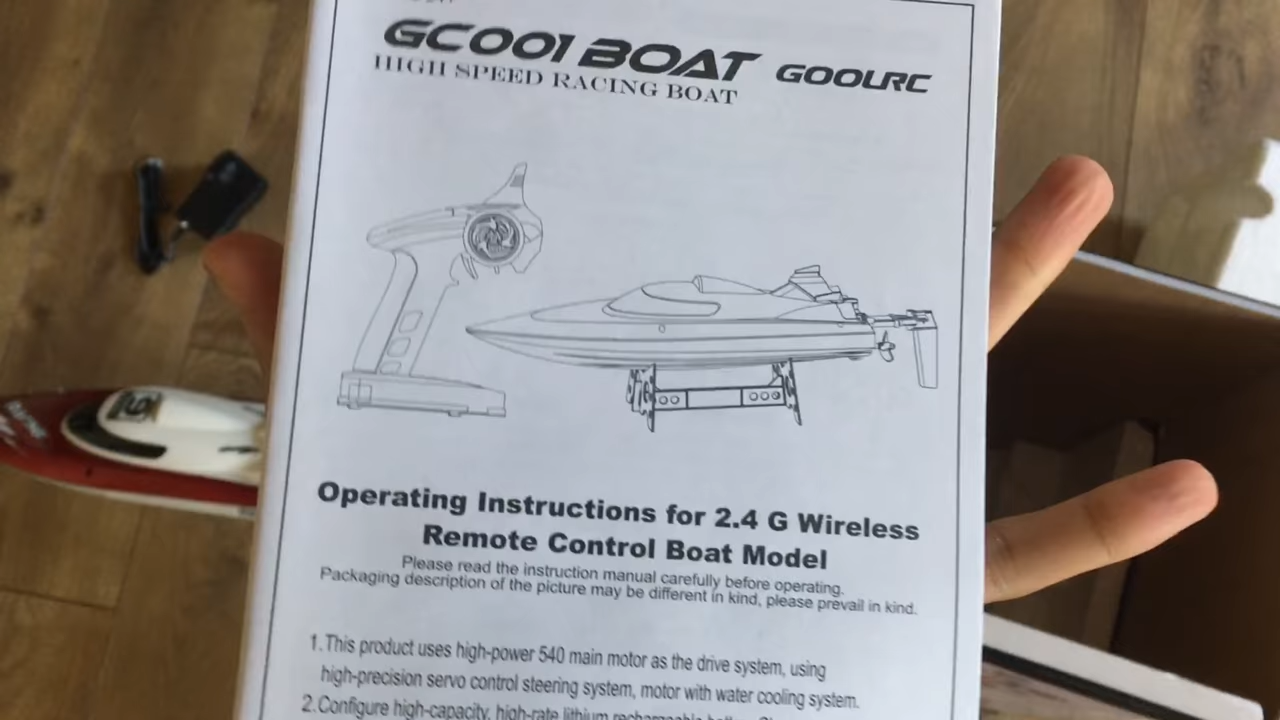 GC001 BOAT GOOLRC
HIGH SPEED RACING BOAT
Operating Instructions for 2.4 G Wireless
Remote Control Boat Model
Please read the instruction manual carefully before operating.
Packaging description of the picture may be different in kind, please prevail in kind.
1. This product uses high-power 540 main motor as the drive system, using
high-precision servo control steering system, motor with water cooling system.
2. Configure high-capacity, high-rate lithium rechargeable